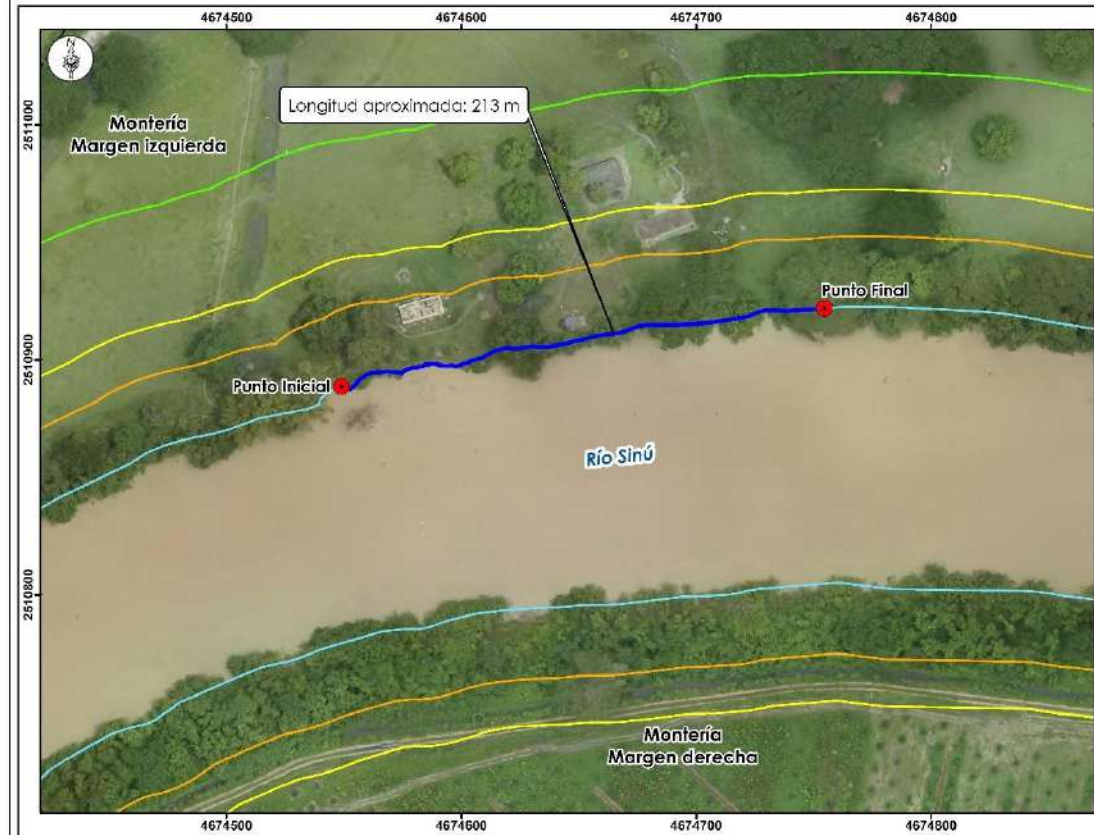 4674500
4674600
4674700
4674800
N
2511000
Montería
Margen izquierda
Longitud aproximada: 213 m
Punto Final
2510900
Punto Inicial
Río Sinú
2510800
Montería
Margen derecha
4674500
4674600
4674700
4674800